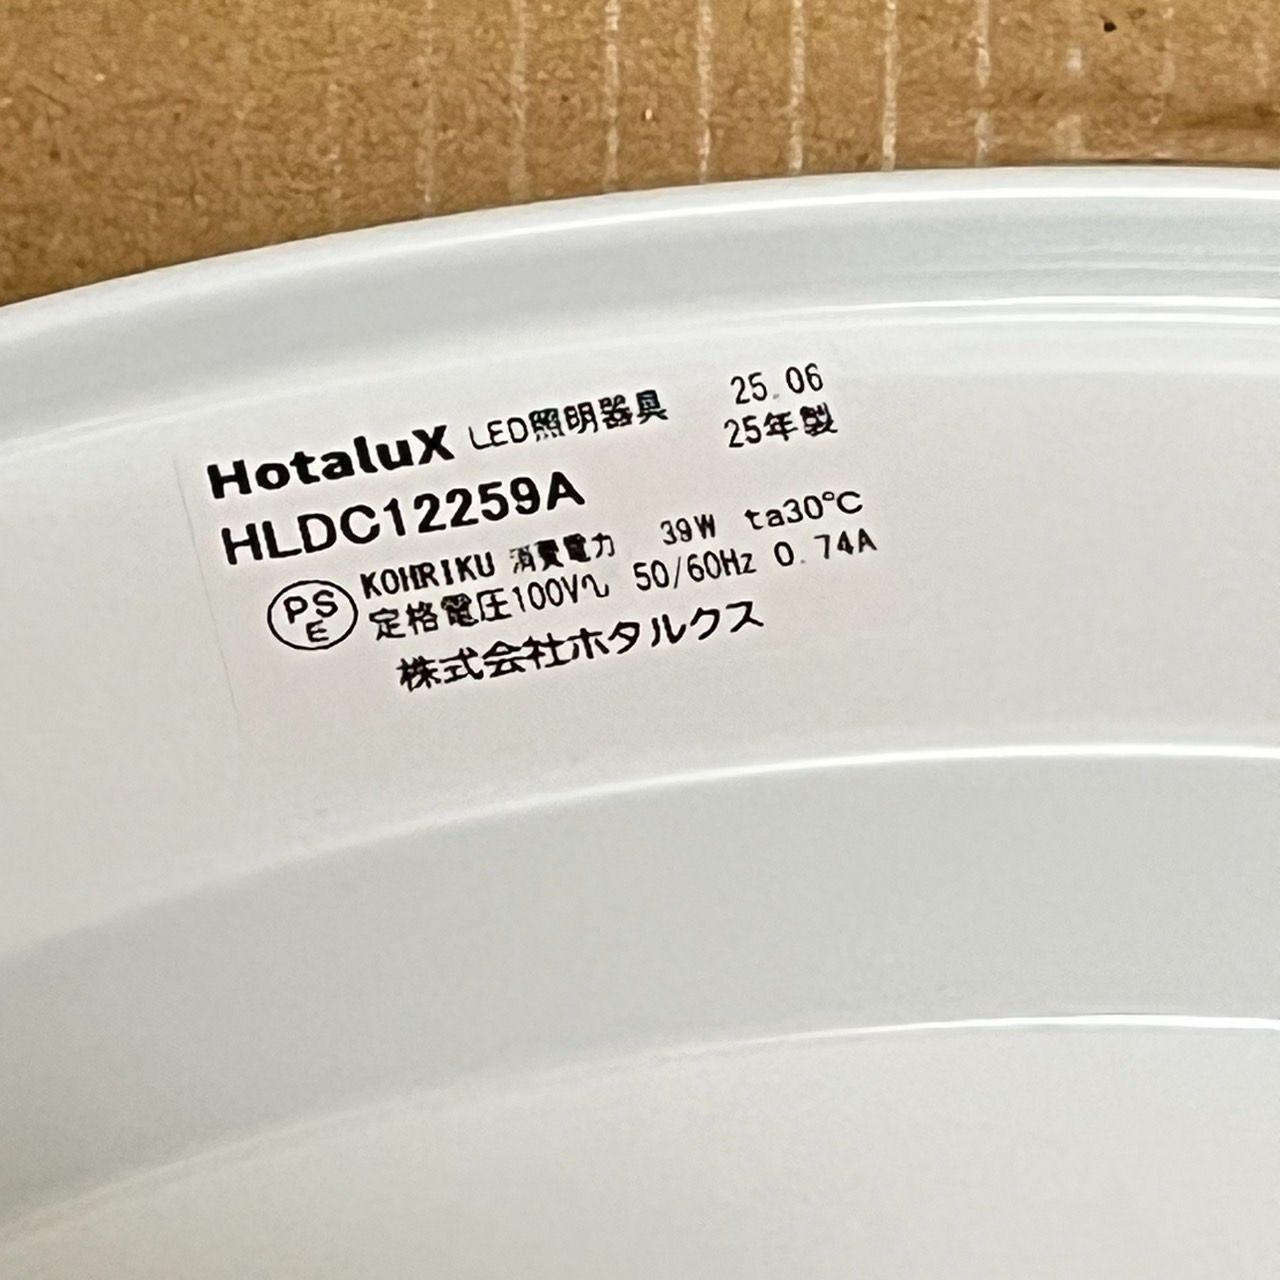 HotaluX LED照明器具 25.06
HLDC12259A 25年製
KOHRIKU 消費電力 39W ta30℃
PSE 定格電圧100V～ 50/60Hz 0.74A
株式会社ホタルクス